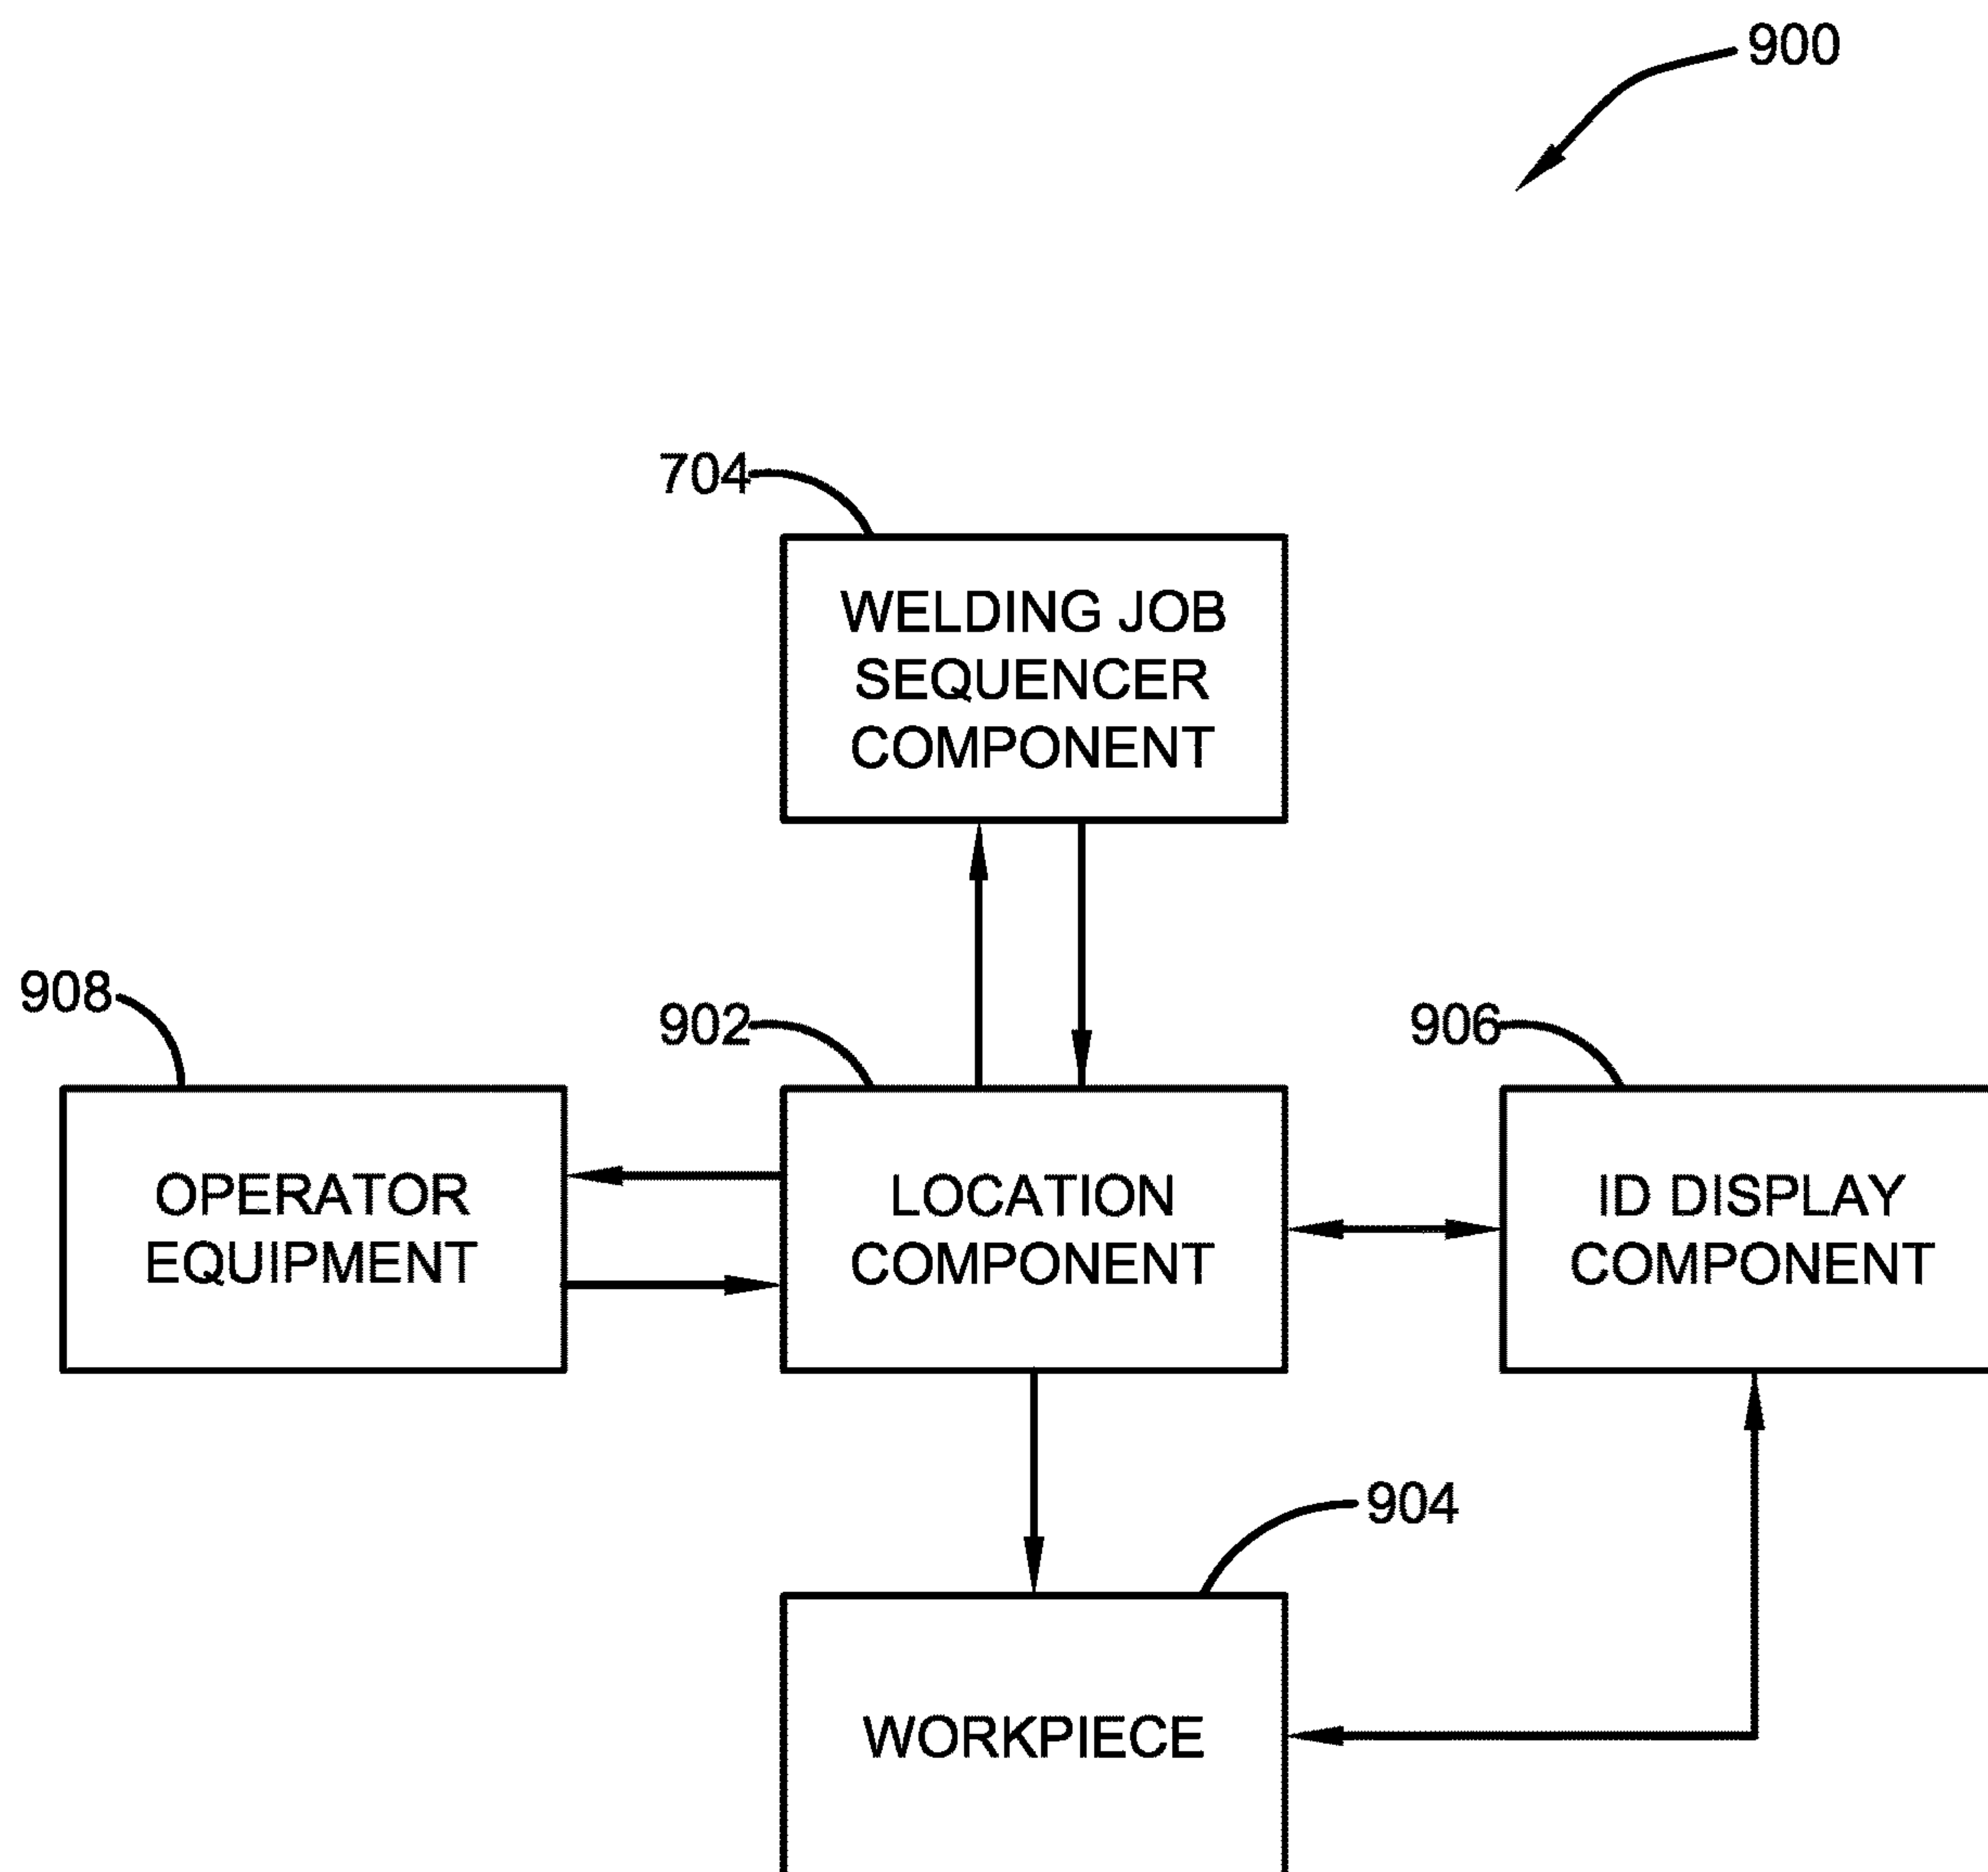 900
704
WELDING JOB
SEQUENCER
COMPONENT
908
902
906
OPERATOR
EQUIPMENT
LOCATION
COMPONENT
ID DISPLAY
COMPONENT
904
WORKPIECE